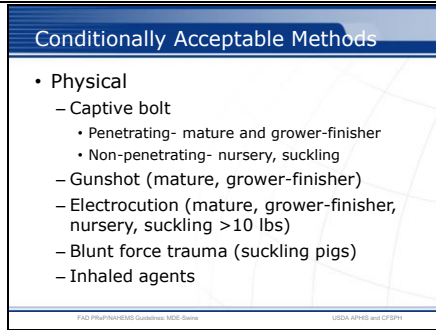 Conditionally Acceptable Methods
• Physical
– Captive bolt
• Penetrating- mature and grower-finisher
• Non-penetrating- nursery, suckling
– Gunshot (mature, grower-finisher)
– Electrocution (mature, grower-finisher,
nursery, suckling >10 lbs)
– Blunt force trauma (suckling pigs)
– Inhaled agents
FAD PReP/NAHEMS Guidelines: MDE-Swine USDA APHIS and CFSPH